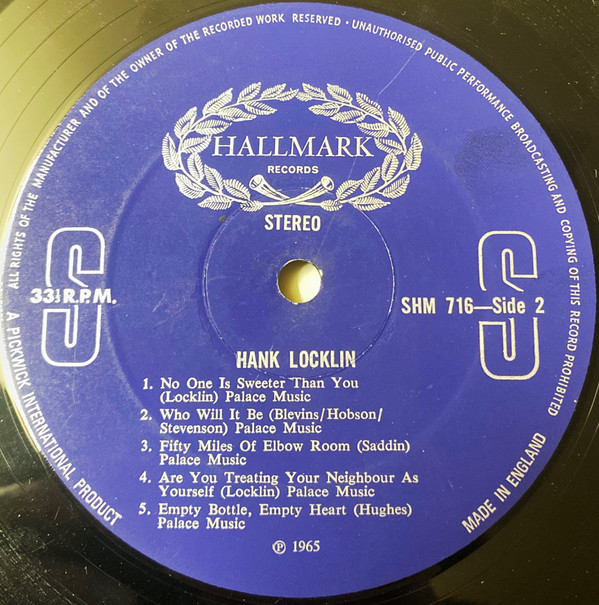 ALL RIGHTS OF THE MANUFACTURER AND OF THE OWNER OF THE RECORDED WORK RESERVED · UNAUTHORISED PUBLIC PERFORMANCE BROADCASTING AND COPYING OF THIS RECORD PROHIBITED
HALLMARK
RECORDS
STEREO
33⅓ R.P.M.
SHM 716—Side 2
HANK LOCKLIN
1. No One Is Sweeter Than You
(Locklin) Palace Music
2. Who Will It Be (Blevins/Hobson/
Stevenson) Palace Music
3. Fifty Miles Of Elbow Room (Saddin)
Palace Music
4. Are You Treating Your Neighbour As
Yourself (Locklin) Palace Music
5. Empty Bottle, Empty Heart (Hughes)
Palace Music
℗ 1965
A PICKWICK INTERNATIONAL PRODUCT
MADE IN ENGLAND